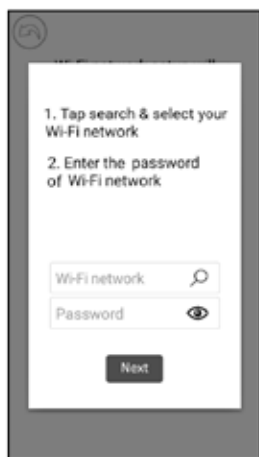 1. Tap search & select your
Wi-Fi network
2. Enter the password
of Wi-Fi network
Wi-Fi network
Password
Next